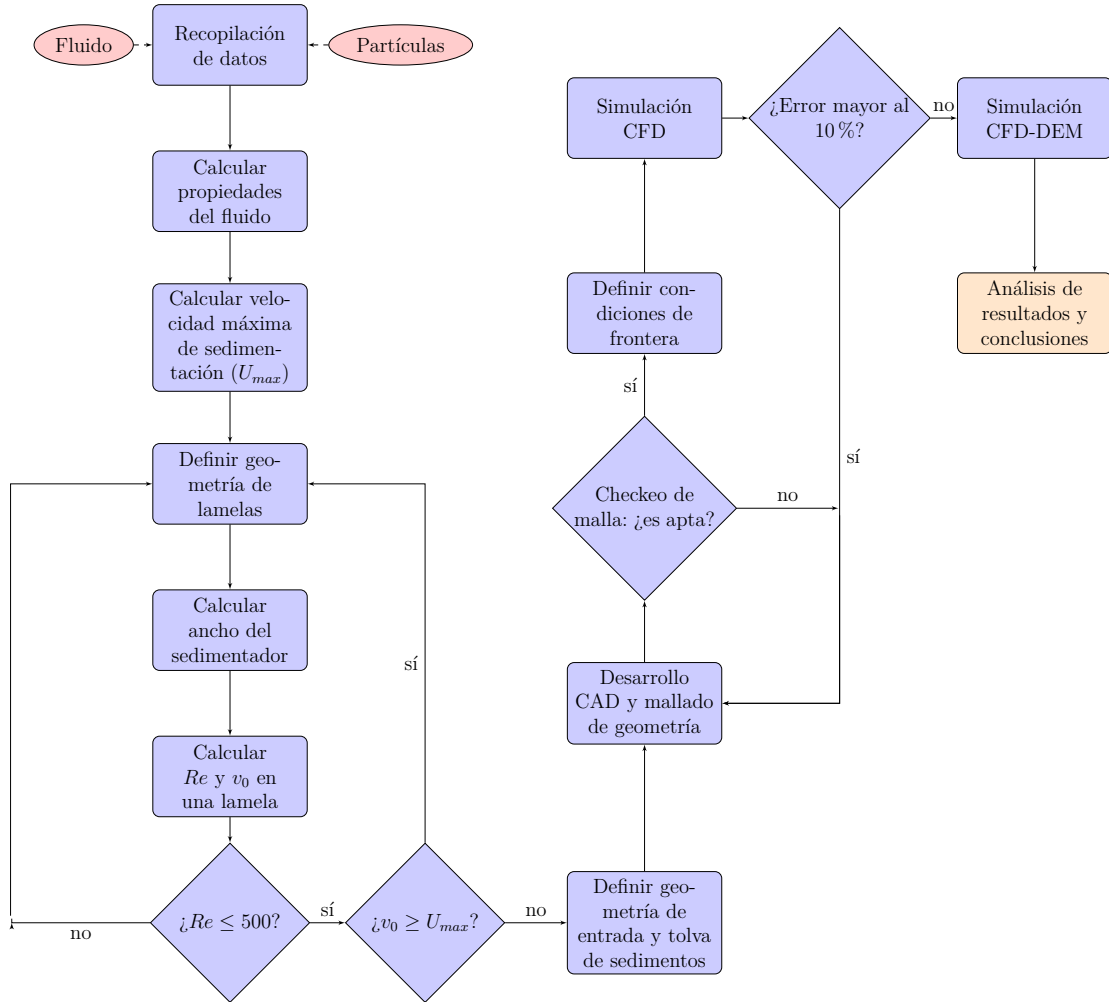 Fluido
Recopilación
de datos
Partículas
Calcular
propiedades
del fluido
Calcular velo-
cidad máxima
de sedimen-
tación (U_max)
Definir geo-
metría de
lamelas
Calcular
ancho del
sedimentador
Calcular
Re y v_0 en
una lamela
¿Re ≤ 500?
no
sí
¿v_0 ≥ U_max?
sí
no
Definir geo-
metría de
entrada y tolva
de sedimentos
Desarrollo
CAD y mallado
de geometría
Checkeo de
malla: ¿es apta?
no
sí
Definir con-
diciones de
frontera
Simulación
CFD
¿Error mayor al
10 %?
sí
no
Simulación
CFD-DEM
Análisis de
resultados y
conclusiones